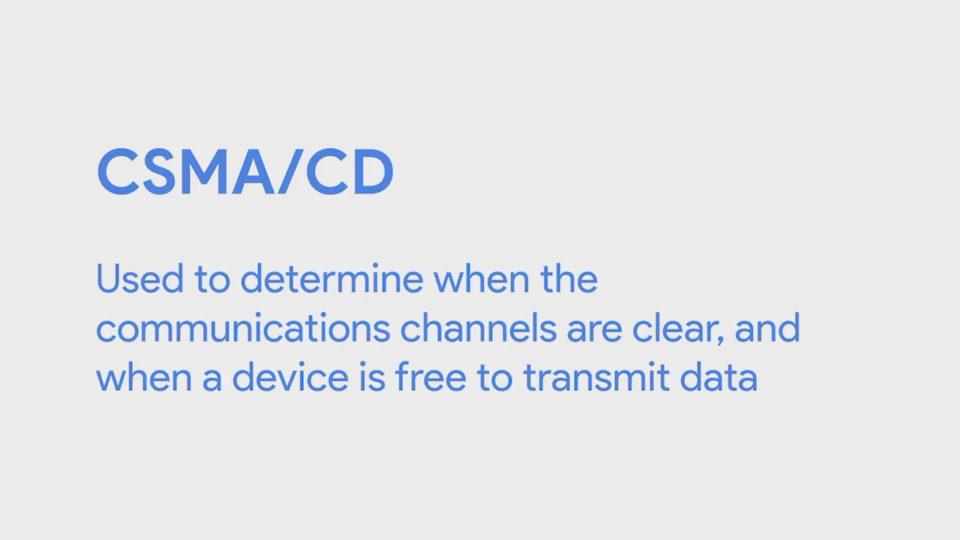 CSMA/CD
Used to determine when the
communications channels are clear, and
when a device is free to transmit data